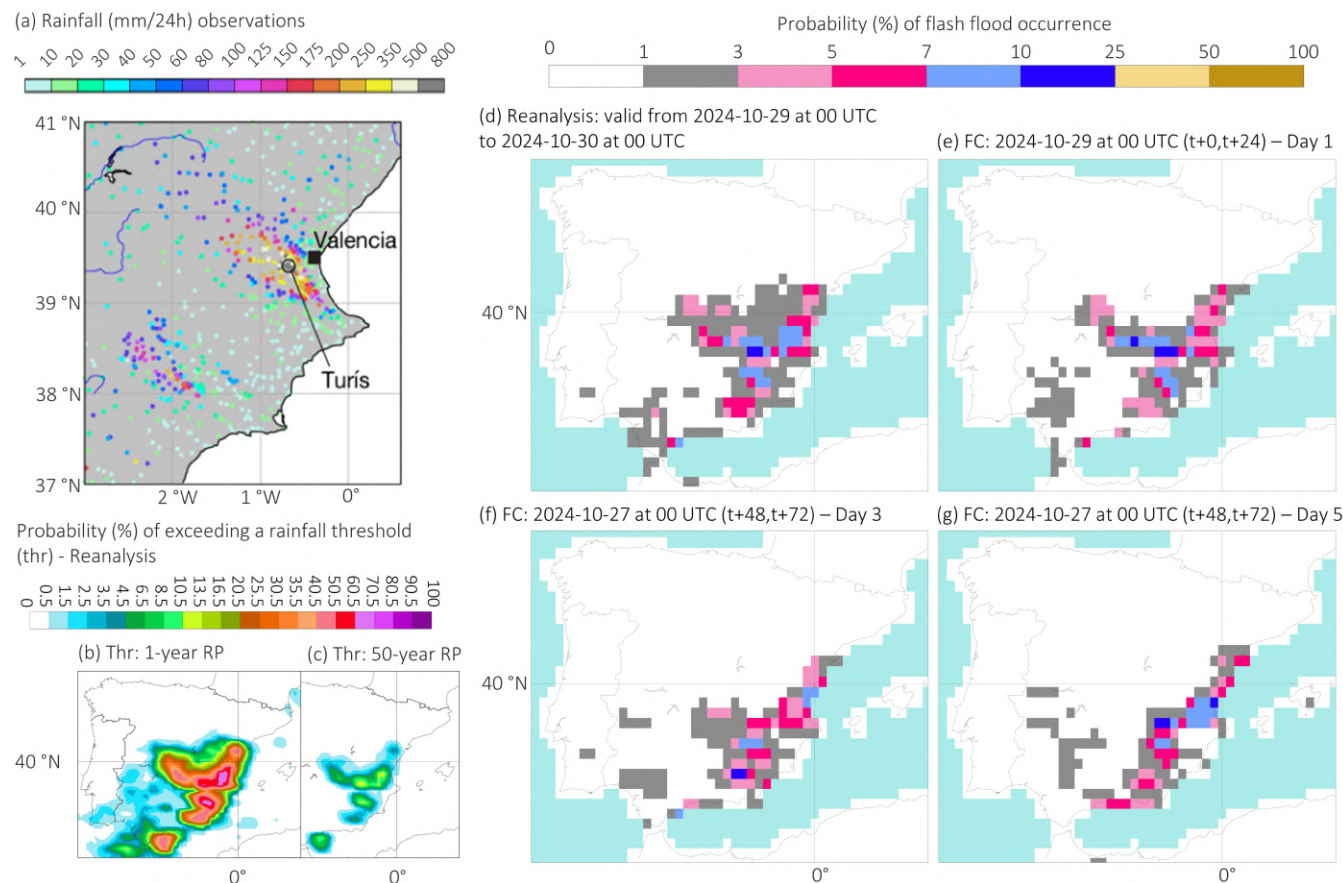 (a) Rainfall (mm/24h) observations
1 10 20 30 40 50 60 80 100 125 150 175 200 250 350 500 800
41 °N
40 °N
39 °N
38 °N
37 °N
2 °W 1 °W 0°
Valencia
Turís
Probability (%) of exceeding a rainfall threshold
(thr) - Reanalysis
0 0.5 1.5 2.5 3.5 4.5 6.5 8.5 10.5 13.5 16.5 20.5 25.5 30.5 35.5 40.5 50.5 60.5 70.5 80.5 90.5 100
(b) Thr: 1-year RP
(c) Thr: 50-year RP
40 °N
0° 0°
Probability (%) of flash flood occurrence
0 1 3 5 7 10 25 50 100
(d) Reanalysis: valid from 2024-10-29 at 00 UTC
to 2024-10-30 at 00 UTC
(e) FC: 2024-10-29 at 00 UTC (t+0,t+24) – Day 1
40 °N
(f) FC: 2024-10-27 at 00 UTC (t+48,t+72) – Day 3
(g) FC: 2024-10-27 at 00 UTC (t+48,t+72) – Day 5
40 °N
0° 0°